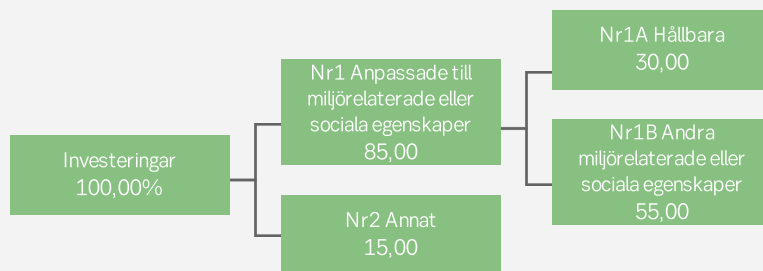 Investeringar
100,00%
Nr1 Anpassade till
miljörelaterade eller
sociala egenskaper
85,00
Nr2 Annat
15,00
Nr1A Hållbara
30,00
Nr1B Andra
miljörelaterade eller
sociala egenskaper
55,00